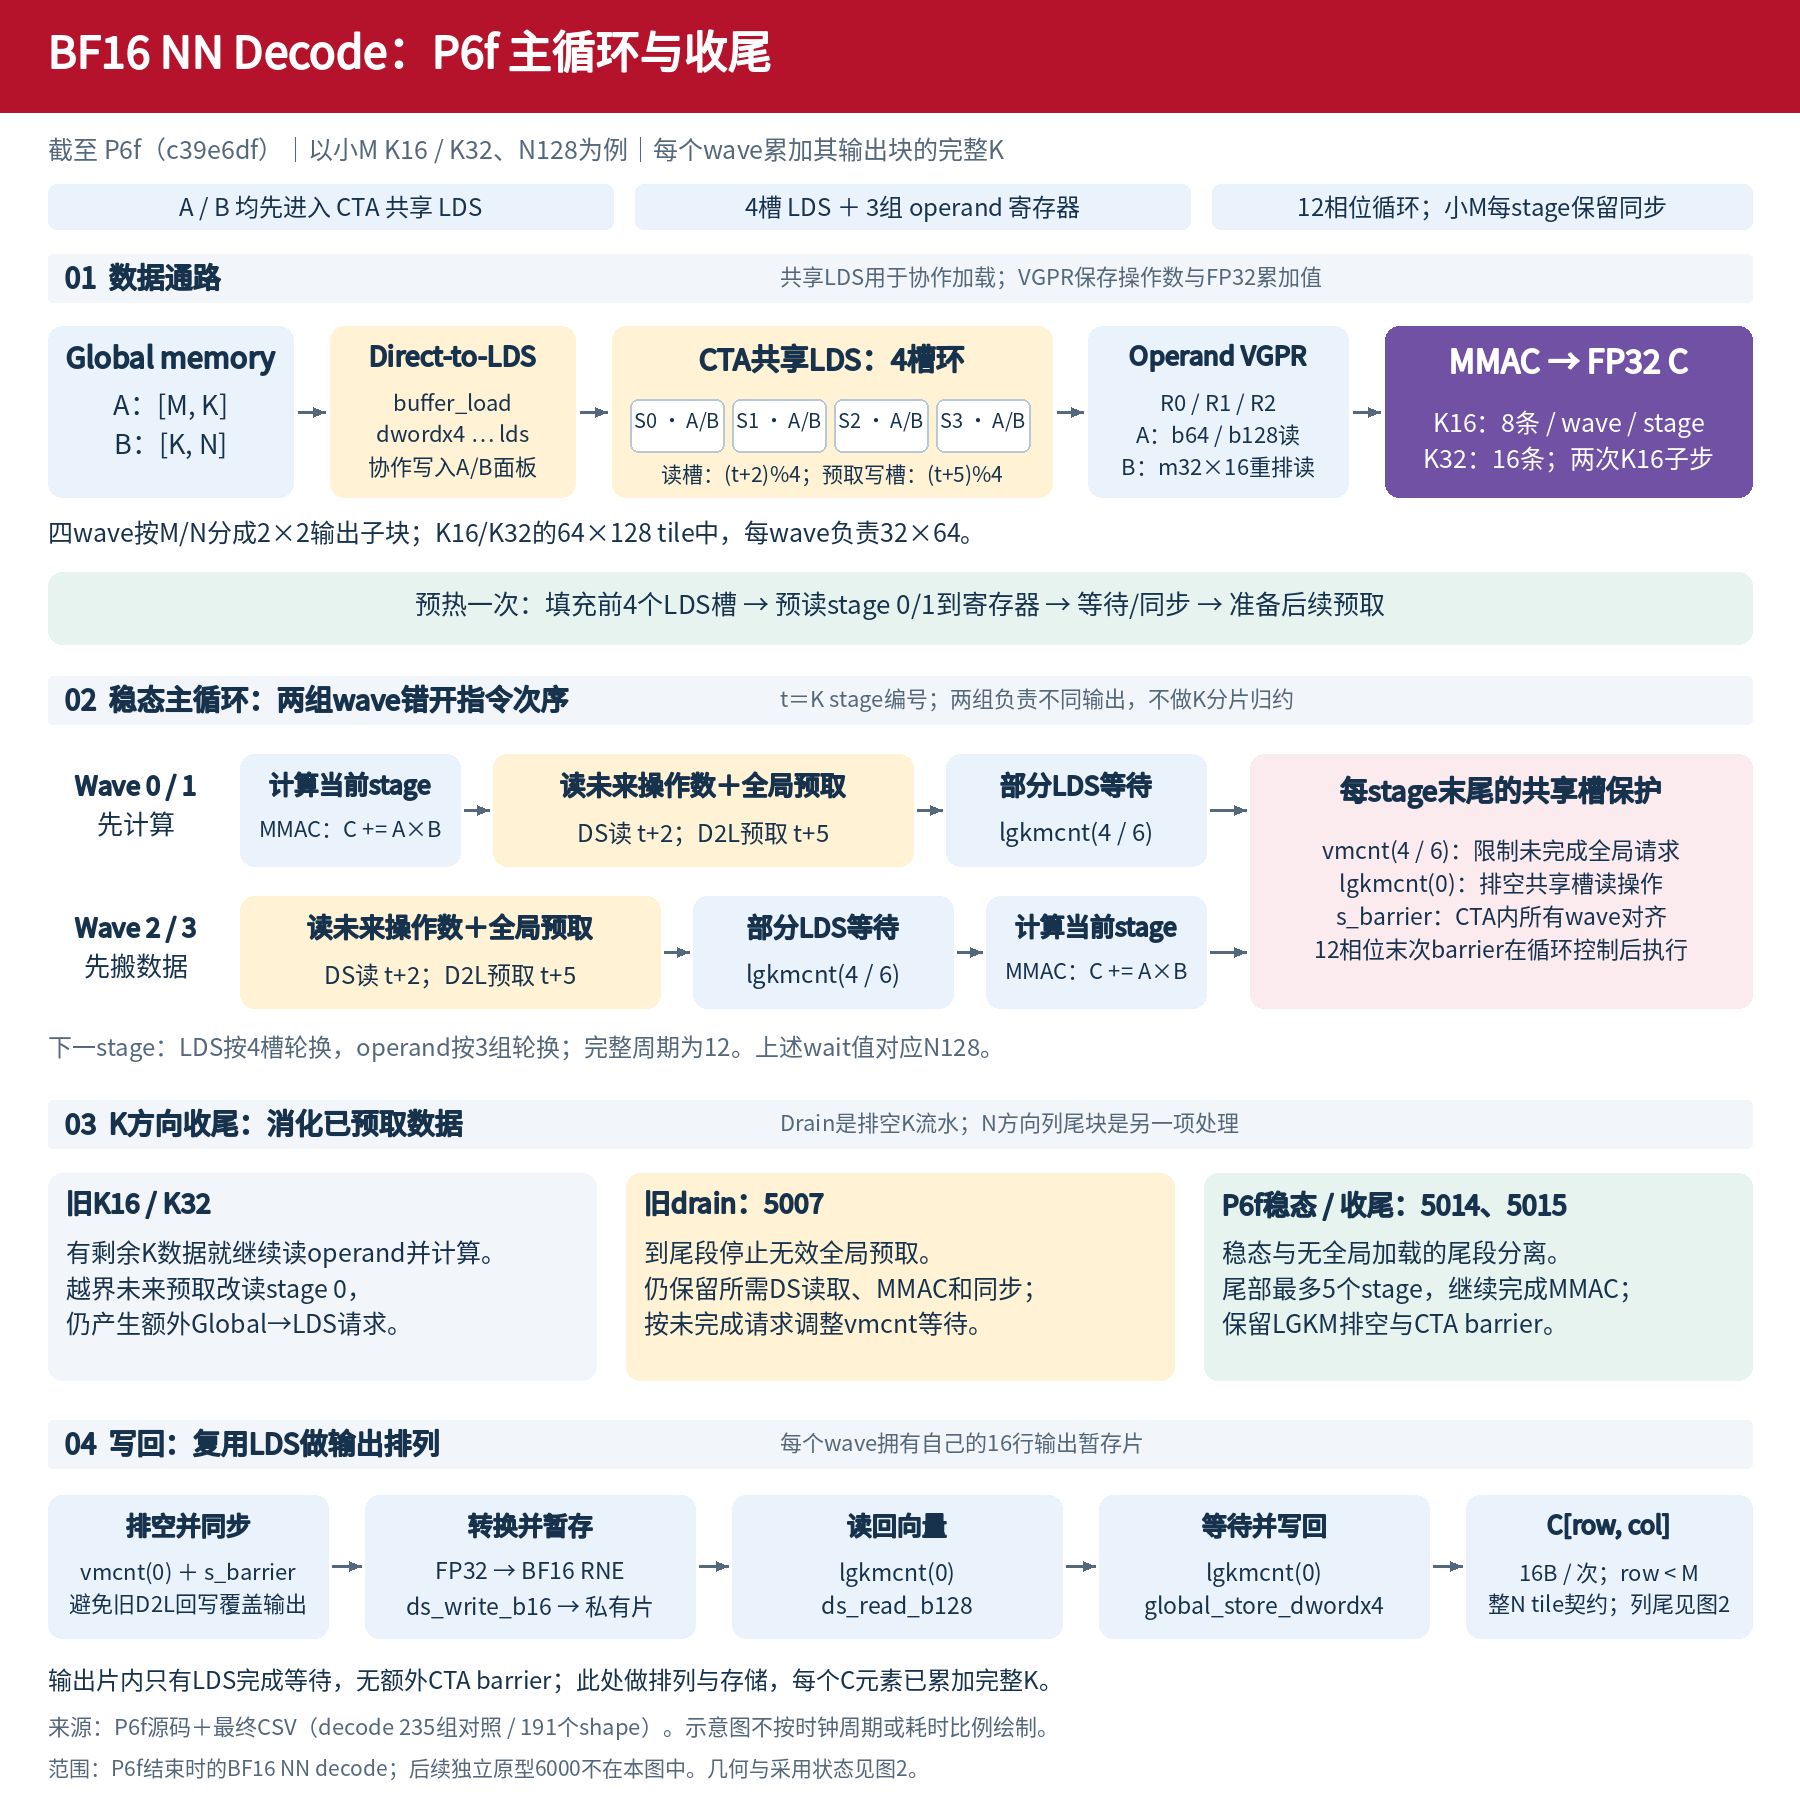 BF16 NN Decode：P6f 主循环与收尾
截至 P6f（c39e6df）｜以小M K16 / K32、N128为例｜每个wave累加其输出块的完整K
A / B 均先进入 CTA 共享 LDS
4槽 LDS ＋ 3组 operand 寄存器
12相位循环；小M每stage保留同步
01 数据通路
共享LDS用于协作加载；VGPR保存操作数与FP32累加值
Global memory
A：[M, K]
B：[K, N]
Direct-to-LDS
buffer_load
dwordx4 … lds
协作写入A/B面板
CTA共享LDS：4槽环
S0 · A/B
S1 · A/B
S2 · A/B
S3 · A/B
读槽：(t+2)%4；预取写槽：(t+5)%4
Operand VGPR
R0 / R1 / R2
A：b64 / b128读
B：m32×16重排读
MMAC → FP32 C
K16：8条 / wave / stage
K32：16条；两次K16子步
四wave按M/N分成2×2输出子块；K16/K32的64×128 tile中，每wave负责32×64。
预热一次：填充前4个LDS槽 → 预读stage 0/1到寄存器 → 等待/同步 → 准备后续预取
02 稳态主循环：两组wave错开指令次序
t＝K stage编号；两组负责不同输出，不做K分片归约
Wave 0 / 1
先计算
计算当前stage
MMAC：C += A×B
读未来操作数＋全局预取
DS读 t+2；D2L预取 t+5
部分LDS等待
lgkmcnt(4 / 6)
Wave 2 / 3
先搬数据
读未来操作数＋全局预取
DS读 t+2；D2L预取 t+5
部分LDS等待
lgkmcnt(4 / 6)
计算当前stage
MMAC：C += A×B
每stage末尾的共享槽保护
vmcnt(4 / 6)：限制未完成全局请求
lgkmcnt(0)：排空共享槽读操作
s_barrier：CTA内所有wave对齐
12相位末次barrier在循环控制后执行
下一stage：LDS按4槽轮换，operand按3组轮换；完整周期为12。上述wait值对应N128。
03 K方向收尾：消化已预取数据
Drain是排空K流水；N方向列尾块是另一项处理
旧K16 / K32
有剩余K数据就继续读operand并计算。
越界未来预取改读stage 0，
仍产生额外Global→LDS请求。
旧drain：5007
到尾段停止无效全局预取。
仍保留所需DS读取、MMAC和同步；
按未完成请求调整vmcnt等待。
P6f稳态 / 收尾：5014、5015
稳态与无全局加载的尾段分离。
尾部最多5个stage，继续完成MMAC；
保留LGKM排空与CTA barrier。
04 写回：复用LDS做输出排列
每个wave拥有自己的16行输出暂存片
排空并同步
vmcnt(0) ＋ s_barrier
避免旧D2L回写覆盖输出
转换并暂存
FP32 → BF16 RNE
ds_write_b16 → 私有片
读回向量
lgkmcnt(0)
ds_read_b128
等待并写回
lgkmcnt(0)
global_store_dwordx4
C[row, col]
16B / 次；row < M
整N tile契约；列尾见图2
输出片内只有LDS完成等待，无额外CTA barrier；此处做排列与存储，每个C元素已累加完整K。
来源：P6f源码＋最终CSV（decode 235组对照 / 191个shape）。示意图不按时钟周期或耗时比例绘制。
范围：P6f结束时的BF16 NN decode；后续独立原型6000不在本图中。几何与采用状态见图2。